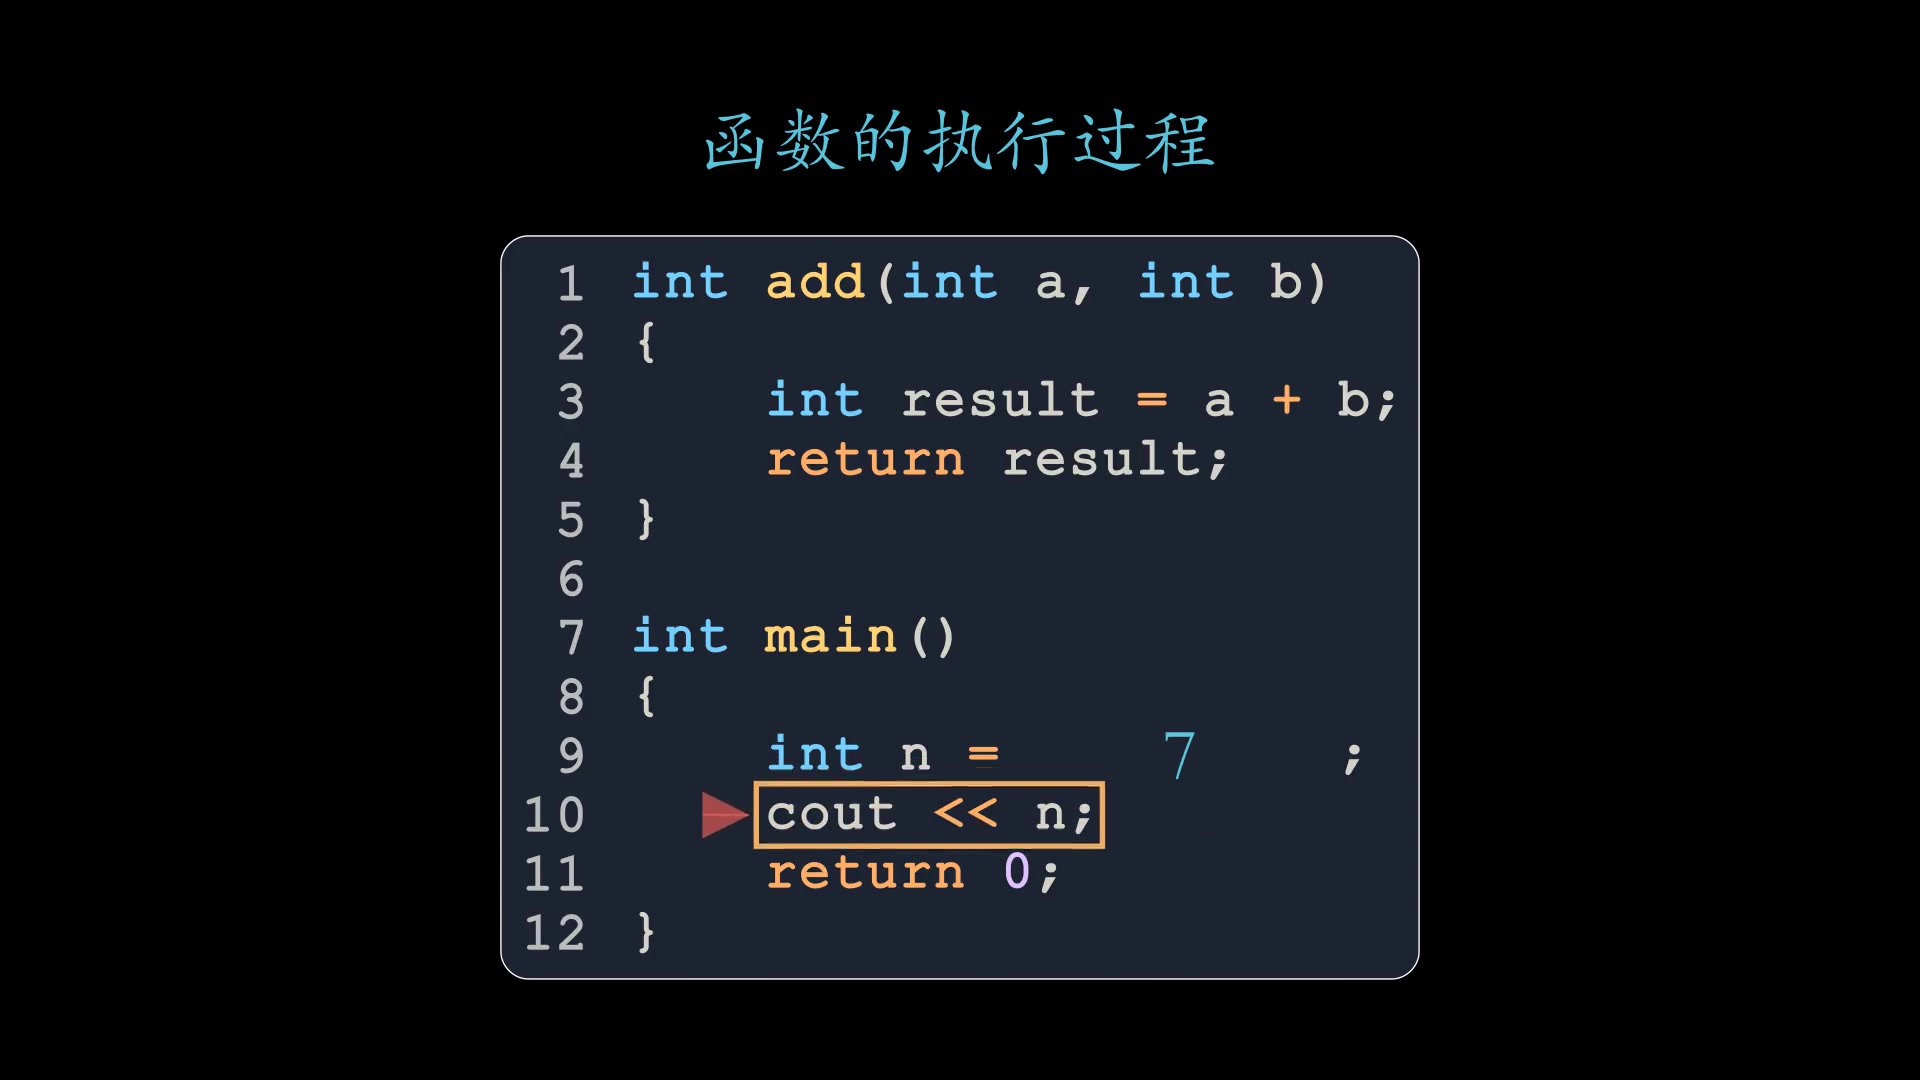 函数的执行过程
1 int add(int a, int b)
2 {
3     int result = a + b;
4     return result;
5 }
6
7 int main()
8 {
9     int n = 7 ;
10     cout << n;
11     return 0;
12 }